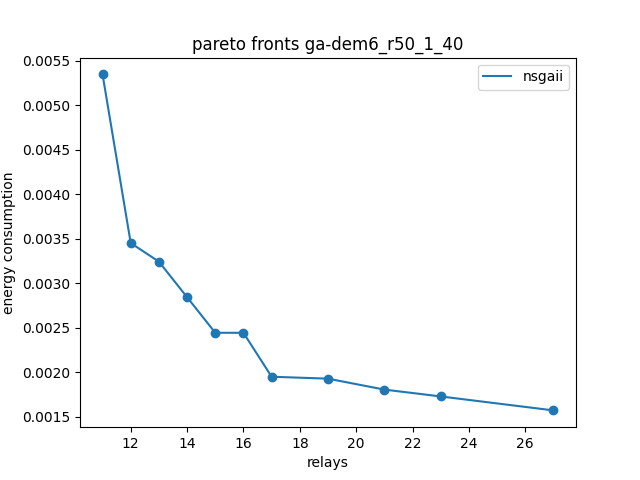 pareto fronts ga-dem6_r50_1_40
nsgaii
energy consumption
0.0055
0.0050
0.0045
0.0040
0.0035
0.0030
0.0025
0.0020
0.0015
12 14 16 18 20 22 24 26
relays